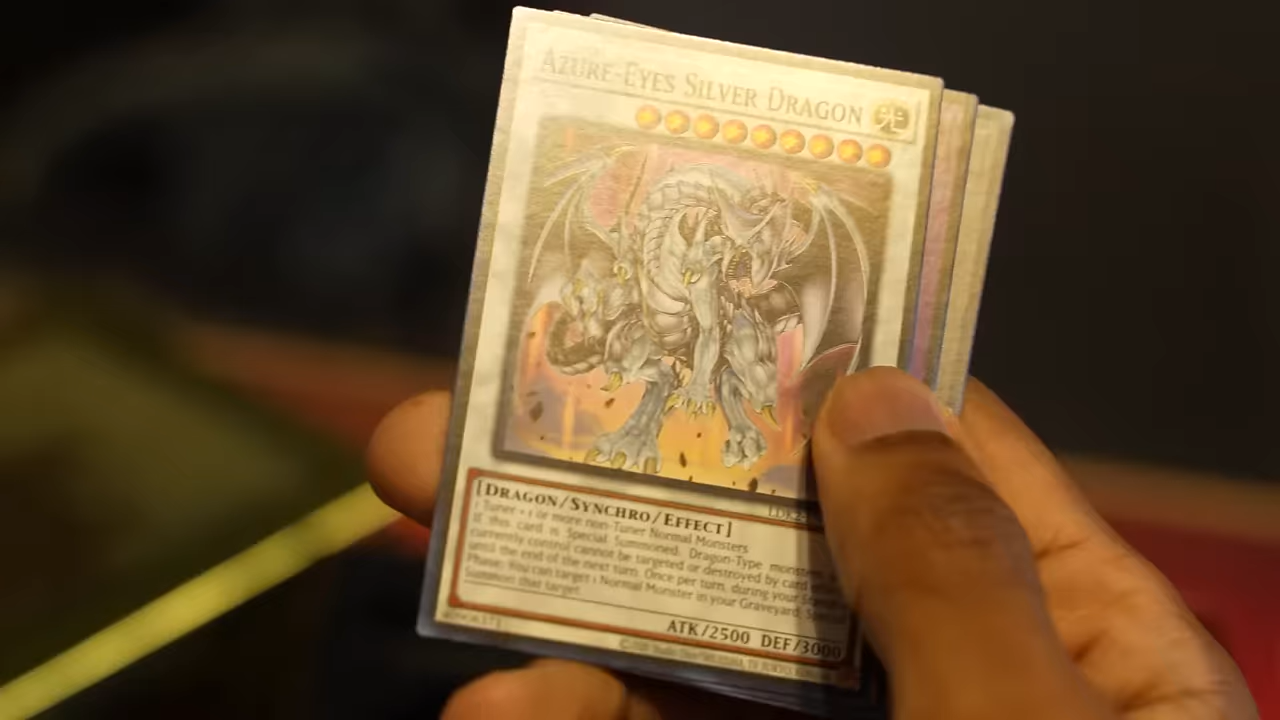 AZURE-EYES SILVER DRAGON
光
[DRAGON/SYNCHRO/EFFECT]
1 Tuner + 1 or more non-Tuner Normal Monsters
If this card is Special Summoned: Dragon-Type monsters
currently control cannot be targeted or destroyed by card
until the end of the next turn. Once per turn, during your
Phase: You can target 1 Normal Monster in your Graveyard; Special
Summon that target.
ATK/2500 DEF/3000